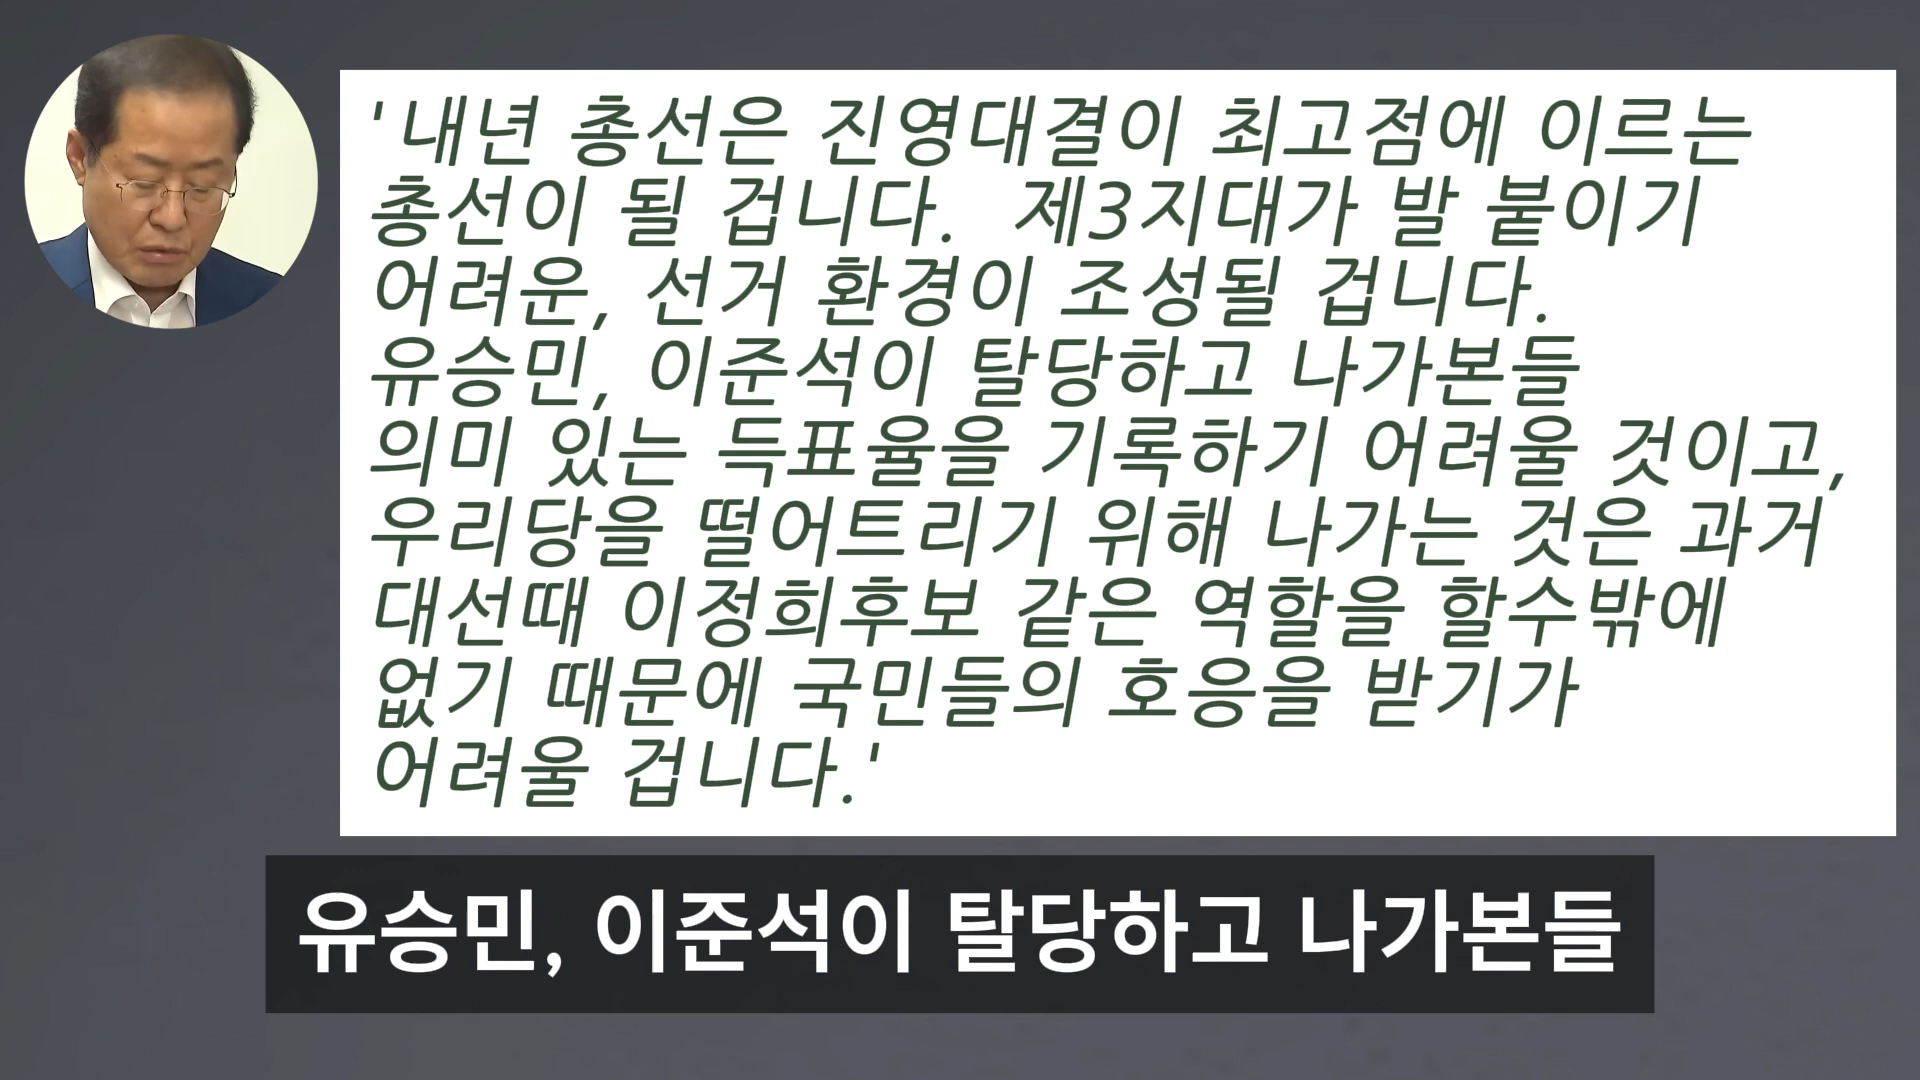 '내년 총선은 진영대결이 최고점에 이르는
총선이 될 겁니다. 제3지대가 발 붙이기
어려운, 선거 환경이 조성될 겁니다.
유승민, 이준석이 탈당하고 나가본들
의미 있는 득표율을 기록하기 어려울 것이고,
우리당을 떨어트리기 위해 나가는 것은 과거
대선때 이정희후보 같은 역할을 할수밖에
없기 때문에 국민들의 호응을 받기가
어려울 겁니다.'
유승민, 이준석이 탈당하고 나가본들